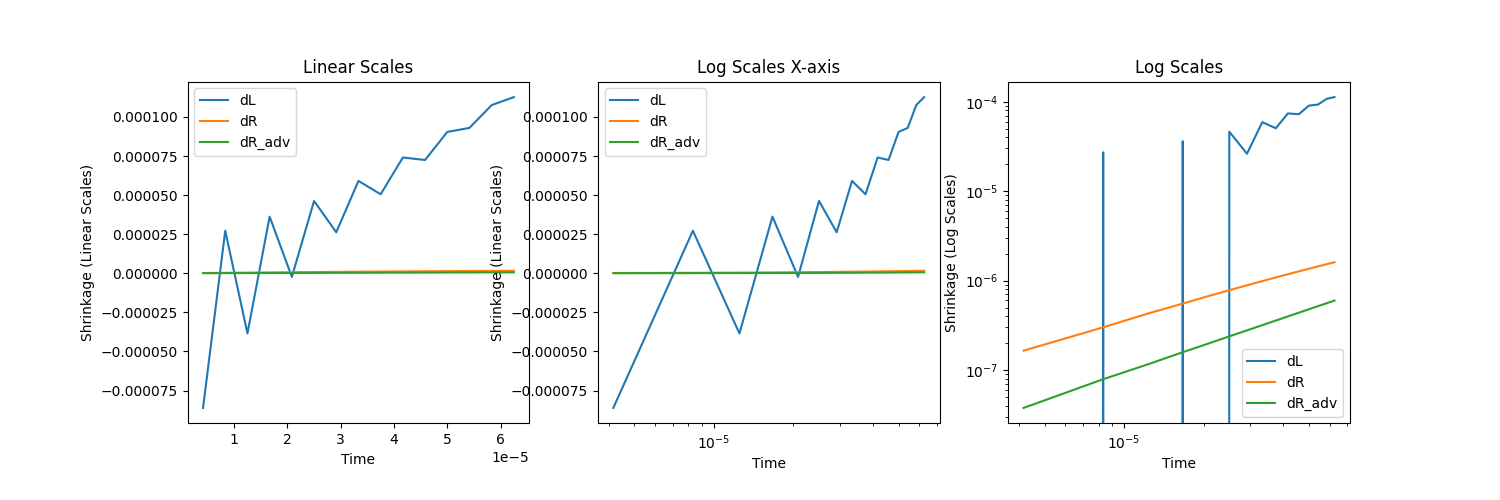 Linear Scales
Shrinkage (Linear Scales)
0.000100
0.000075
0.000050
0.000025
0.000000
−0.000025
−0.000050
−0.000075
dL
dR
dR_adv
1 2 3 4 5 6
1e−5
Time
Log Scales X-axis
Shrinkage (Linear Scales)
0.000100
0.000075
0.000050
0.000025
0.000000
−0.000025
−0.000050
−0.000075
dL
dR
dR_adv
10⁻⁵
Time
Log Scales
Shrinkage (Log Scales)
10⁻⁴
10⁻⁵
10⁻⁶
10⁻⁷
dL
dR
dR_adv
10⁻⁵
Time